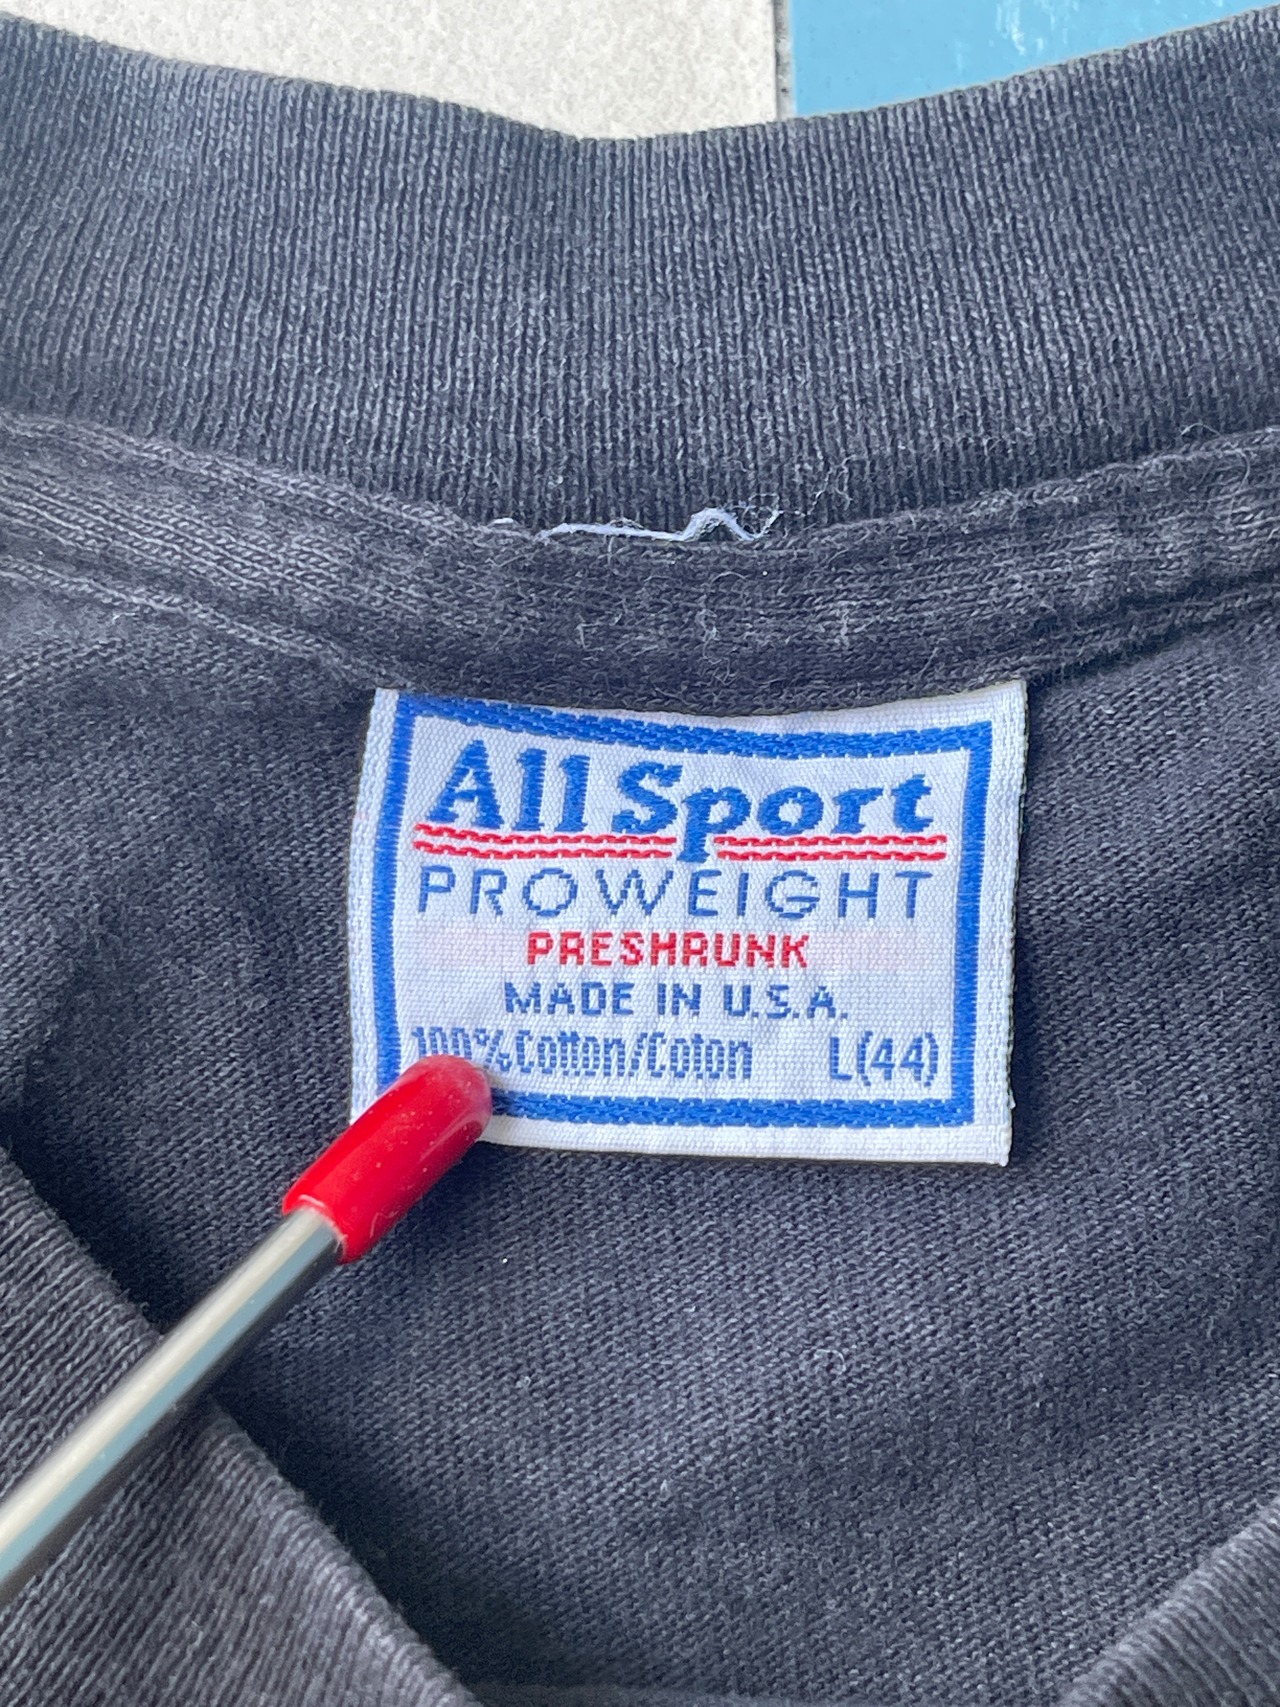 All Sport
PROWEIGHT
PRESHRUNK
MADE IN U.S.A.
100%Cotton/Coton L(44)